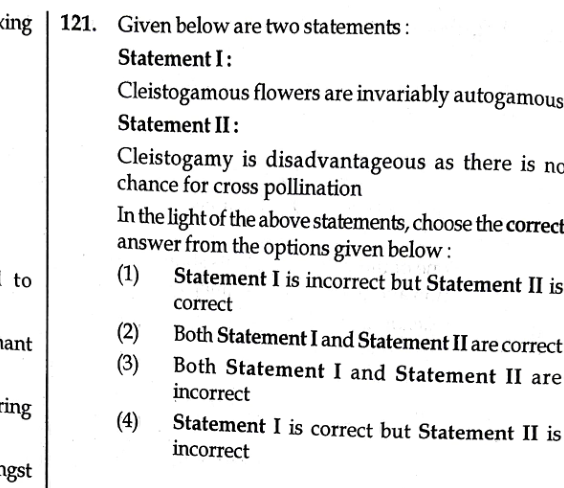 king
121. Given below are two statements :
Statement I :
Cleistogamous flowers are invariably autogamous
Statement II :
Cleistogamy is disadvantageous as there is no
chance for cross pollination
In the light of the above statements, choose the correct
answer from the options given below :
(1) Statement I is incorrect but Statement II is
correct
to
(2) Both Statement I and Statement II are correct
(3) Both Statement I and Statement II are
incorrect
(4) Statement I is correct but Statement II is
incorrect